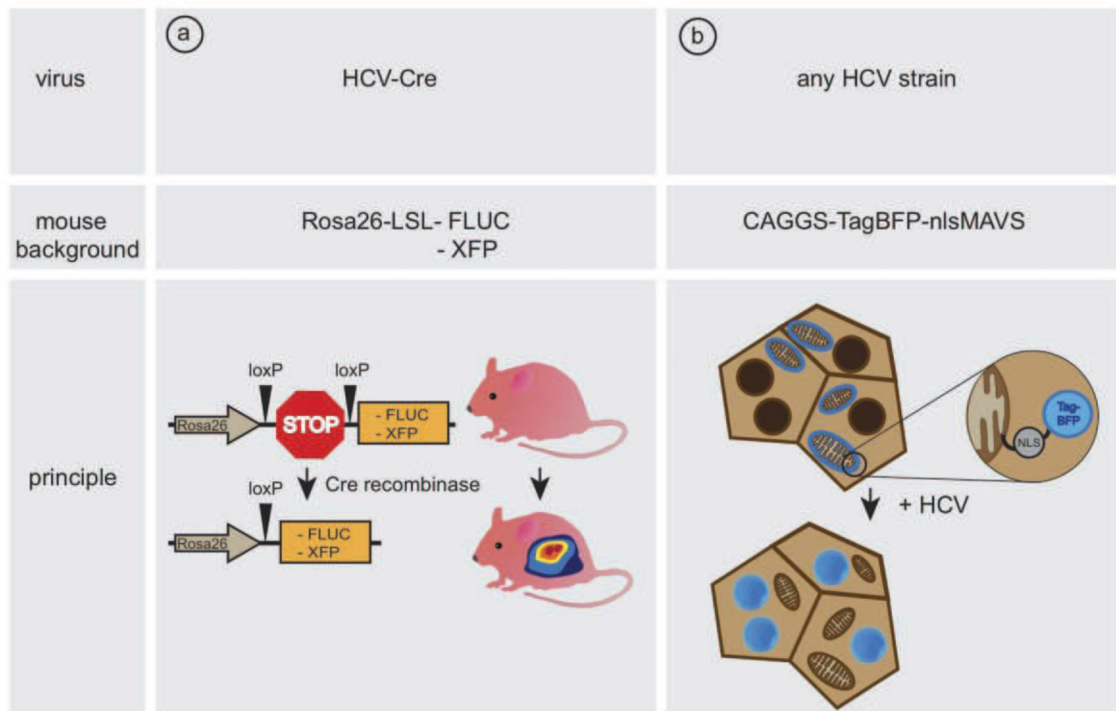 a
b
virus
HCV-Cre
any HCV strain
mouse
background
Rosa26-LSL- FLUC
- XFP
CAGGS-TagBFP-nlsMAVS
principle
loxP
loxP
Rosa26
STOP
- FLUC
- XFP
Cre recombinase
loxP
Rosa26
- FLUC
- XFP
Tag-
BFP
NLS
+ HCV